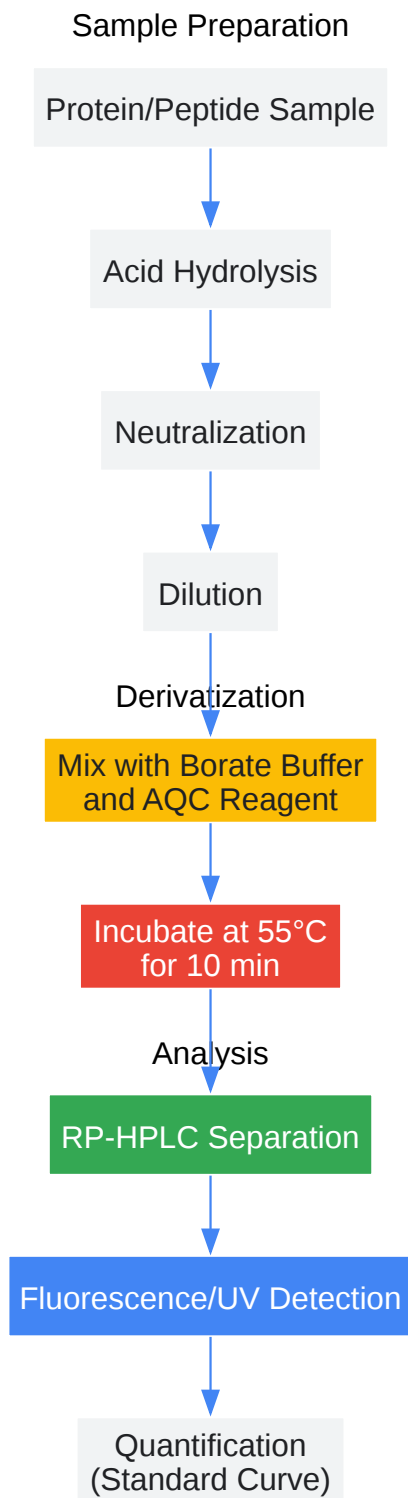 Sample Preparation
Protein/Peptide Sample
Acid Hydrolysis
Neutralization
Dilution
Derivatization
Mix with Borate Buffer
and AQC Reagent
Incubate at 55°C
for 10 min
Analysis
RP-HPLC Separation
Fluorescence/UV Detection
Quantification
(Standard Curve)